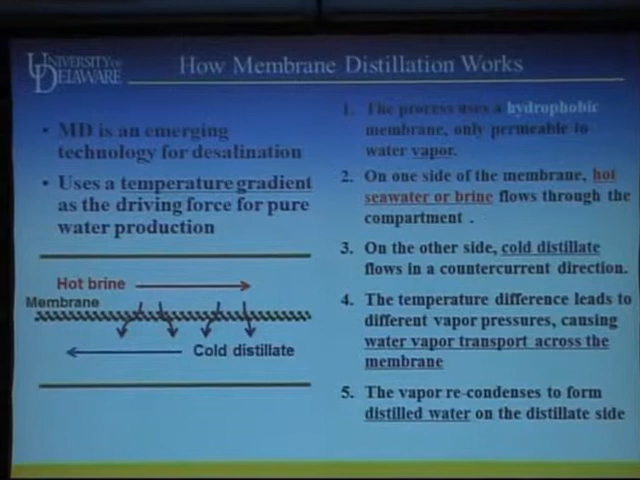 UNIVERSITY OF
DELAWARE
How Membrane Distillation Works
• MD is an emerging
technology for desalination
• Uses a temperature gradient
as the driving force for pure
water production
Hot brine
Membrane
Cold distillate
1. The process uses a hydrophobic
membrane, only permeable to
water vapor.
2. On one side of the membrane, hot
seawater or brine flows through the
compartment .
3. On the other side, cold distillate
flows in a countercurrent direction.
4. The temperature difference leads to
different vapor pressures, causing
water vapor transport across the
membrane
5. The vapor re-condenses to form
distilled water on the distillate side